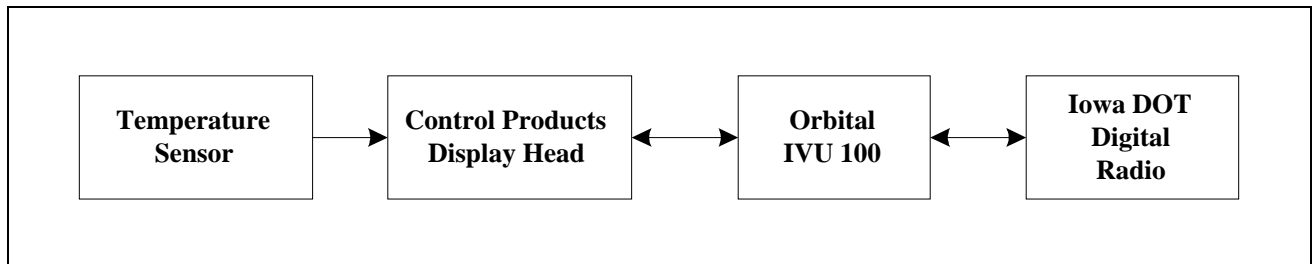 Temperature
Sensor
Control Products
Display Head
Orbital
IVU 100
Iowa DOT
Digital
Radio